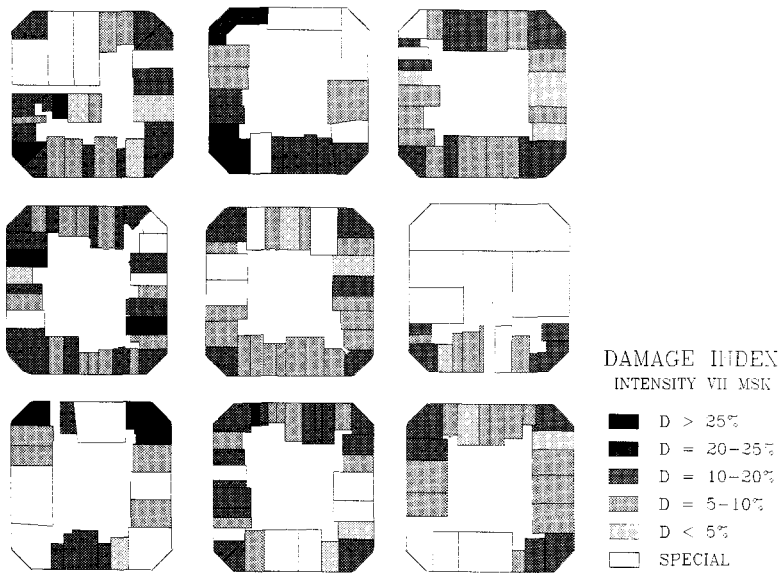 DAMAGE INDEX
INTENSITY VII MSK
D > 25%
D = 20-25%
D = 10-20%
D = 5-10%
D < 5%
SPECIAL